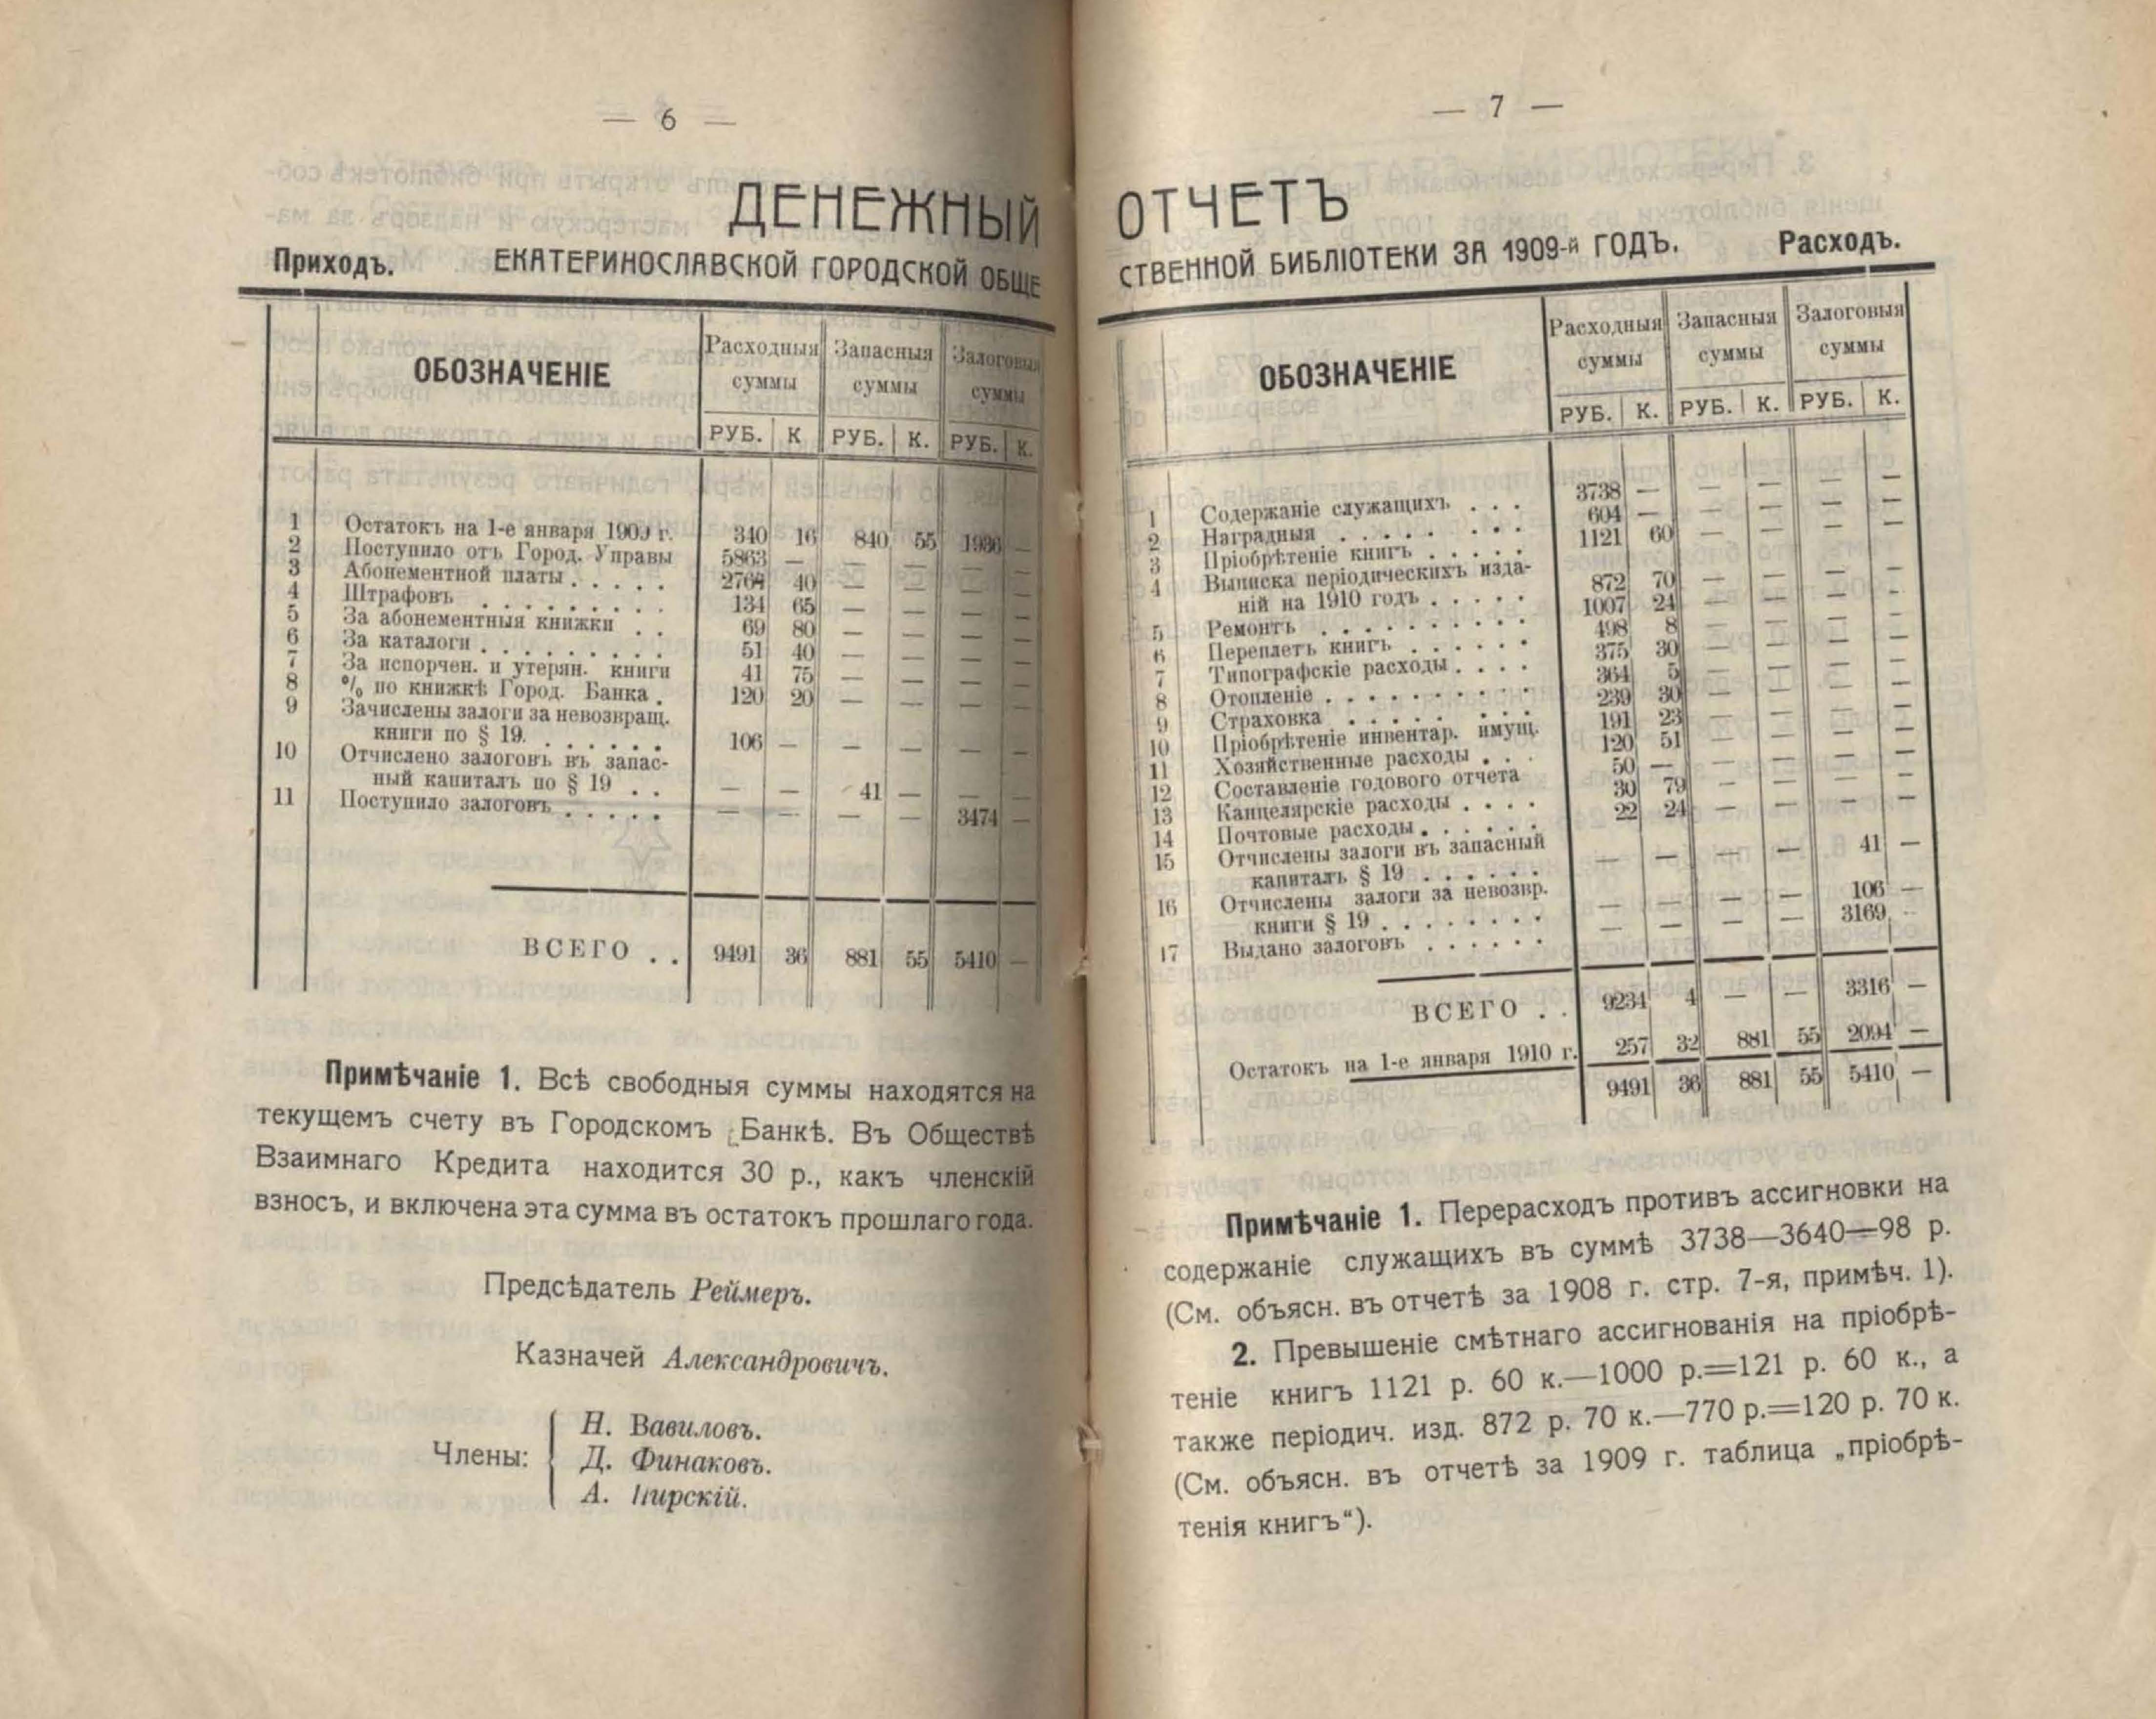 — 6 —
ДЕНЕЖНЫЙ
Приходъ. ЕКАТЕРИНОСЛАВСКОЙ ГОРОДСКОЙ ОБЩЕ
ОБОЗНАЧЕНІЕ Расходныя суммы Запасныя суммы Залоговыя суммы
РУБ. К РУБ. К. РУБ. К.
1 Остатокъ на 1-е января 1909 г. 340 16 840 55 1936 —
2 Поступило отъ Город. Управы 5863 — — — — —
3 Абонементной платы . . . . . 2764 40 — — — —
4 Штрафовъ . . . . . . . . . 134 65 — — — —
5 За абонементныя книжки . . 69 80 — — — —
6 За каталоги . . . . . . . . . 51 40 — — — —
7 За испорчен. и утерян. книги 41 75 — — — —
8 % по книжкѣ Город. Банка . 120 20 — — — —
9 Зачислены залоги за невозвращ.
книги по § 19. . . . . . . 106 — — — — —
10 Отчислено залоговъ въ запас-
ный капиталъ по § 19 . . — — 41 — — —
11 Поступило залоговъ . . . . . — — — — 3474 —
ВСЕГО . . 9491 36 881 55 5410 —
Примѣчаніе 1. Всѣ свободныя суммы находятся на
текущемъ счету въ Городскомъ Банкѣ. Въ Обществѣ
Взаимнаго Кредита находится 30 р., какъ членскій
взносъ, и включена эта сумма въ остатокъ прошлаго года.
Предсѣдатель Реймеръ.
Казначей Александровичъ.
Члены:
Н. Вавиловъ.
Д. Финаковъ.
А.
— 7 —
ОТЧЕТЪ
СТВЕННОЙ БИБЛІОТЕКИ ЗА 1909-й ГОДЪ. Расходъ.
ОБОЗНАЧЕНІЕ Расходныя суммы Запасныя суммы Залоговыя суммы
РУБ. К. РУБ. К. РУБ. К.
1 Содержаніе служащихъ . . . 3738 — — — — —
2 Наградныя . . . . . . . . 604 — — — — —
3 Пріобрѣтеніе книгъ . . . . . 1121 60 — — — —
4 Выписка періодическихъ изда-
ній на 1910 годъ . . . . . 872 70 — — — —
5 Ремонтъ . . . . . . . . . . 1007 24 — — — —
6 Переплетъ книгъ . . . . . . 498 8 — — — —
7 Типографскіе расходы . . . . 375 30 — — — —
8 Отопленіе . . . . . . . . . . 364 5 — — — —
9 Страховка . . . . . . . . 239 30 — — — —
10 Пріобрѣтеніе инвентар. имущ. 191 23 — — — —
11 Хозяйственные расходы . . . 120 51 — — — —
12 Составленіе годового отчета 50 — — — — —
13 Канцелярскіе расходы . . . . 30 79 — — — —
14 Почтовые расходы . . . . . . 22 24 — — — —
15 Отчислены залоги въ запасный
капиталъ § 19 . . . . . . — — — — 41 —
16 Отчислены залоги за невозвр.
книги § 19 . . . . . . . . — — — — 106 —
17 Выдано залоговъ . . . . . . — — — — 3169 —
ВСЕГО . . 9234 4 — — 3316 —
Остатокъ на 1-е января 1910 г. 257 32 881 55 2094 —
9491 36 881 55 5410 —
Примѣчаніе 1. Перерасходъ противъ ассигновки на
содержаніе служащихъ въ суммѣ 3738—3640=98 р.
(См. объясн. въ отчетѣ за 1908 г. стр. 7-я, примѣч. 1).
2. Превышеніе смѣтнаго ассигнованія на пріобрѣ-
теніе книгъ 1121 р. 60 к.—1000 р.=121 р. 60 к., а
также періодич. изд. 872 р. 70 к.—770 р.=120 р. 70 к.
(См. объясн. въ отчетѣ за 1909 г. таблица „пріобрѣ-
тенія книгъ“).